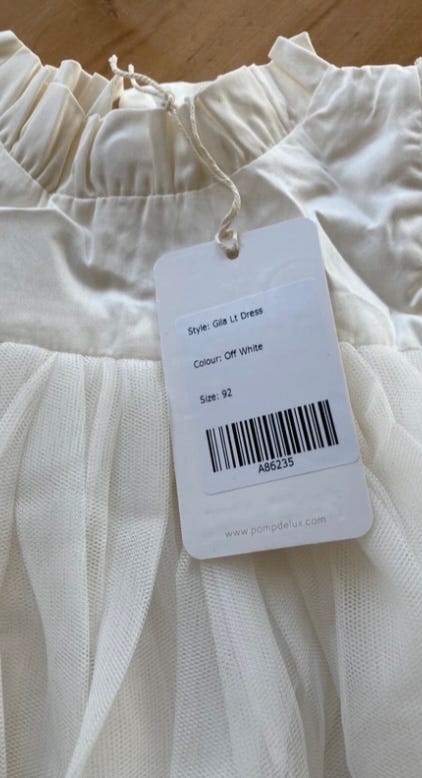 Style: Gila Lt Dress
Colour: Off White
Size: 92
A86235
www.pompdelux.com